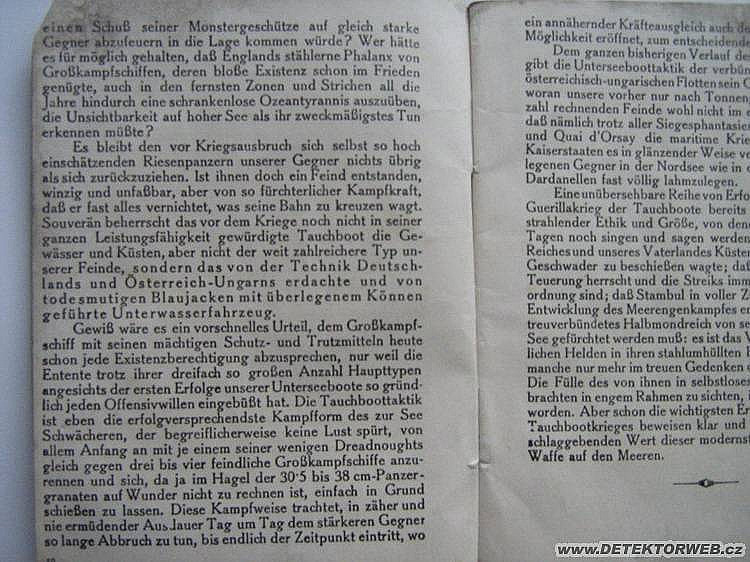 einen Schuß seiner Monstergeschütze auf gleich starke
Gegner abzufeuern in die Lage kommen würde? Wer hätte
es für möglich gehalten, daß Englands stählerne Phalanx von
Großkampfschiffen, deren bloße Existenz schon im Frieden
genügte, auch in den fernsten Zonen und Strichen all die
Jahre hindurch eine schrankenlose Ozeantyrannis auszuüben,
die Unsichtbarkeit auf hoher See als ihr zweckmäßigstes Tun
erkennen müßte?
Es bleibt den vor Kriegsausbruch sich selbst so hoch
einschätzenden Riesenpanzern unserer Gegner nichts übrig
als sich zurückzuziehen. Ist ihnen doch ein Feind entstanden,
winzig und unfaßbar, aber von so fürchterlicher Kampfkraft,
daß er fast alles vernichtet, was seine Bahn zu kreuzen wagt.
Souverän beherrscht das vor dem Kriege noch nicht in seiner
ganzen Leistungsfähigkeit gewürdigte Tauchboot die Ge-
wässer und Küsten, aber nicht der weit zahlreichere Typ un-
serer Feinde, sondern das von der Technik Deutsch-
lands und Österreich-Ungarns erdachte und von
todesmutigen Blaujacken mit überlegenem Können
geführte Unterwasserfahrzeug.
Gewiß wäre es ein vorschnelles Urteil, dem Großkampf-
schiff mit seinen mächtigen Schutz- und Trutzmitteln heute
schon jede Existenzberechtigung abzusprechen, nur weil die
Entente trotz ihrer dreifach so großen Anzahl Haupttypen
angesichts der ersten Erfolge unserer Unterseeboote so gründ-
lich jeden Offensivwillen eingebüßt hat. Die Tauchboottaktik
ist eben die erfolgversprechendste Kampfform des zur See
Schwächeren, der begreiflicherweise keine Lust spürt, von
allem Anfang an mit je einem seiner wenigen Dreadnoughts
gleich gegen drei bis vier feindliche Großkampfschiffe anzu-
rennen und sich, da ja im Hagel der 30·5 bis 38 cm-Panzer-
granaten auf Wunder nicht zu rechnen ist, einfach in Grund
schießen zu lassen. Diese Kampfweise trachtet, in zäher und
nie ermüdender Ausdauer Tag um Tag dem stärkeren Gegner
so lange Abbruch zu tun, bis endlich der Zeitpunkt eintritt, wo
ein annähernder Kräfteausgleich auch de
Möglichkeit eröffnet, zum entscheidende
Dem ganzen bisherigen Verlauf de
gibt die Unterseeboottaktik der verbün
österreichisch-ungarischen Flotten sein
woran unsere vorher nur nach Tonnen
zahl rechnenden Feinde wohl nicht im e
daß nämlich trotz aller Siegesphantasien
und Quai d'Orsay die maritime Krie
Kaiserstaaten es in glänzender Weise ve
legenen Gegner in der Nordsee wie in d
Dardanellen fast völlig lahmzulegen.
Eine unübersehbare Reihe von Erfo
Guerillakrieg der Tauchboote bereits
strahlender Ethik und Größe, von dene
Tagen noch singen und sagen werden
Reiches und unseres Vaterlandes Küsten
Geschwader zu beschießen wagte; daß
Teuerung herrscht und die Streiks imm
ordnung sind; daß Stambul in voller Z
Entwicklung des Meerengenkampfes er
treuverbündetes Halbmondreich von se
See gefürchtet werden muß: es ist das
lichen Helden in ihren stahlumhüllten
manche nur mehr im treuen Gedenken
Die Fülle des von ihnen in selbstloser
brachten in engem Rahmen zu sichten, i
worden. Aber schon die wichtigsten Er
Tauchbootkrieges beweisen klar und
schlaggebenden Wert dieser modernst
Waffe auf den Meeren.
www.DETEKTORWEB.cz